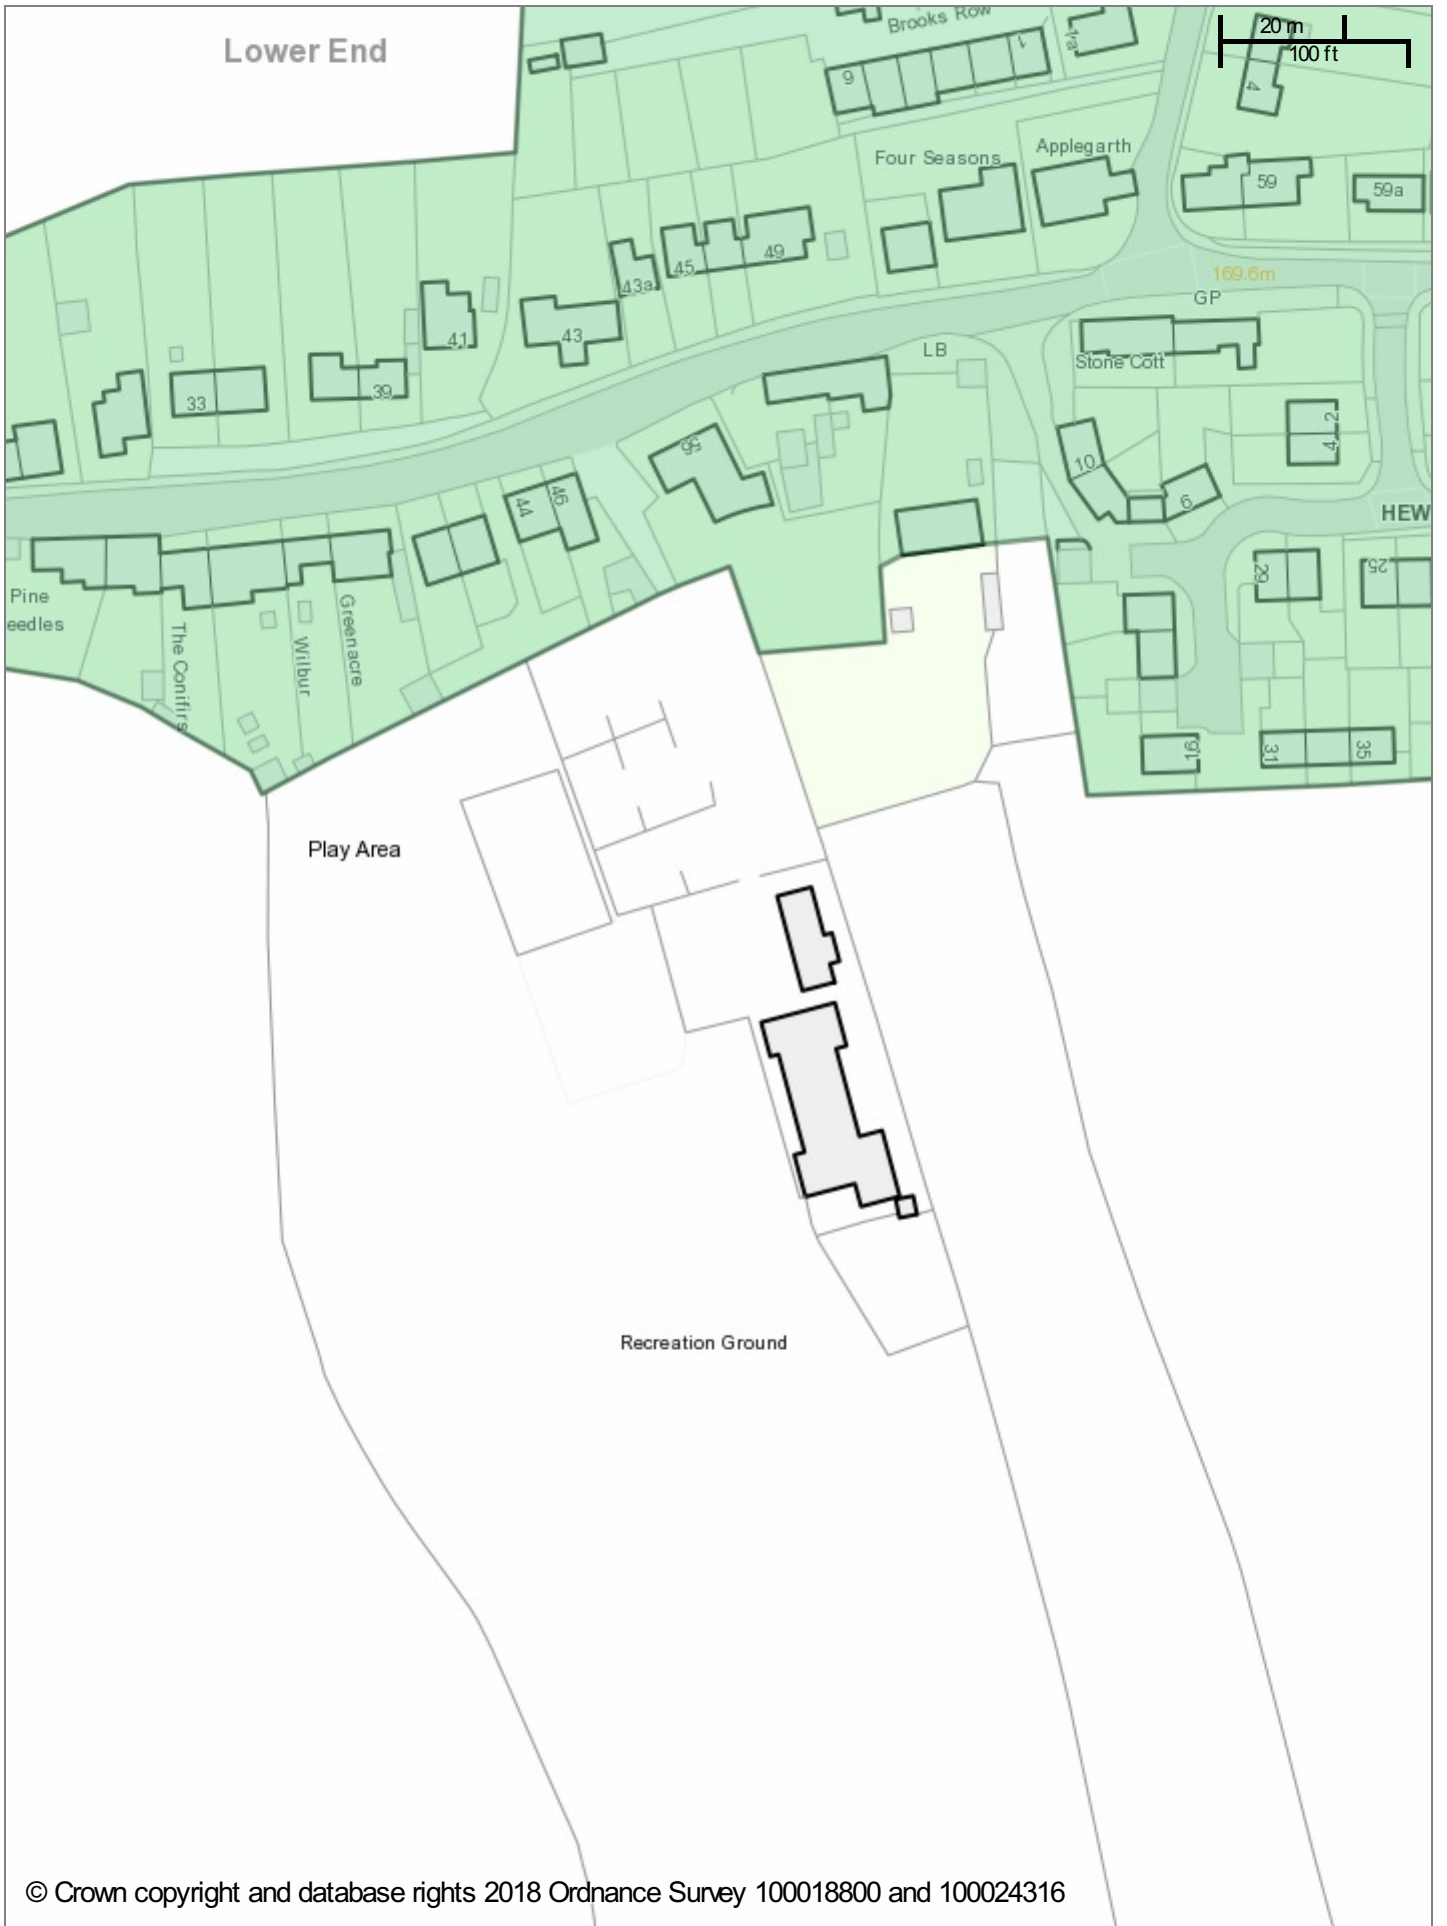 Lower End
Brooks Row
20 m
100 ft
1
1a
6
4
Four Seasons
Applegarth
59
59a
169.6m
GP
45
49
43a
41
43
LB
Stone Cott
33
39
2
4
10
6
44
46
HEW
29
25
Pine
eedles
The Conifirs
Wilbur
Greenacre
19
31
35
Play Area
Recreation Ground
© Crown copyright and database rights 2018 Ordnance Survey 100018800 and 100024316